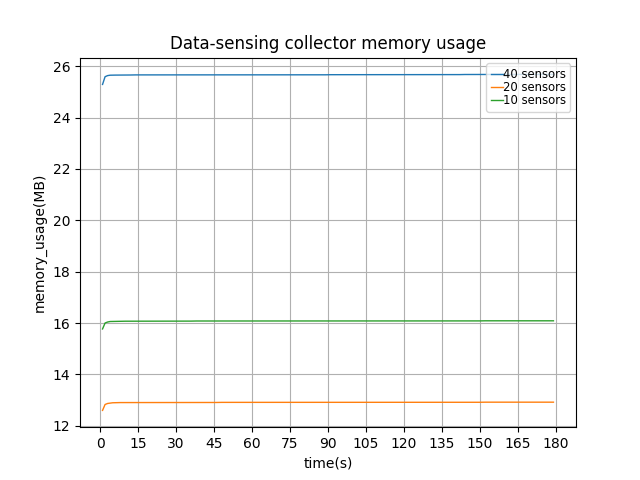 Data-sensing collector memory usage
40 sensors
20 sensors
10 sensors
memory_usage(MB)
26
24
22
20
18
16
14
12
0 15 30 45 60 75 90 105 120 135 150 165 180
time(s)